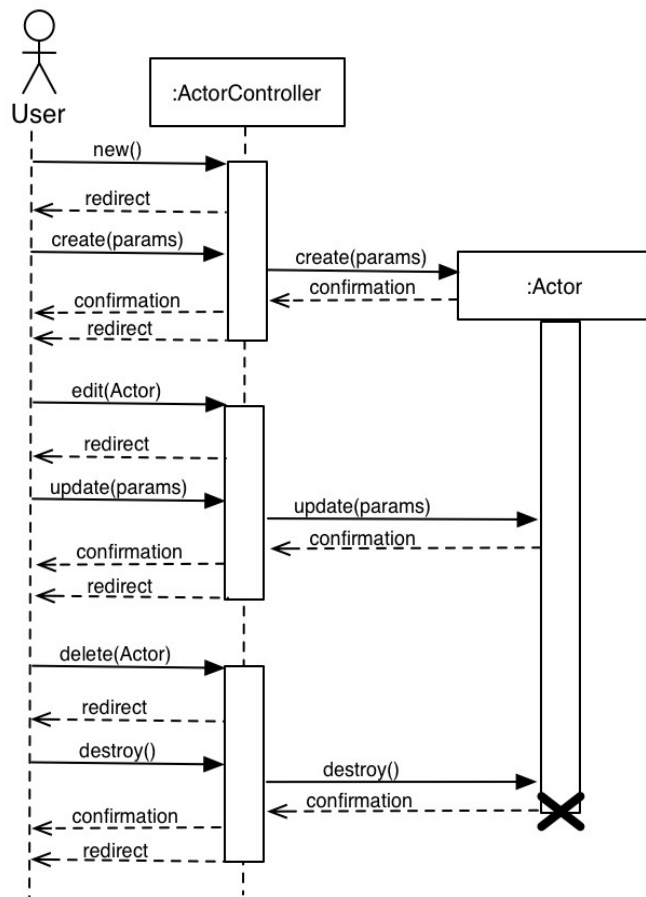 User
:ActorController
new()
redirect
create(params)
create(params)
:Actor
confirmation
confirmation
redirect
edit(Actor)
redirect
update(params)
update(params)
confirmation
confirmation
redirect
delete(Actor)
redirect
destroy()
destroy()
confirmation
confirmation
redirect